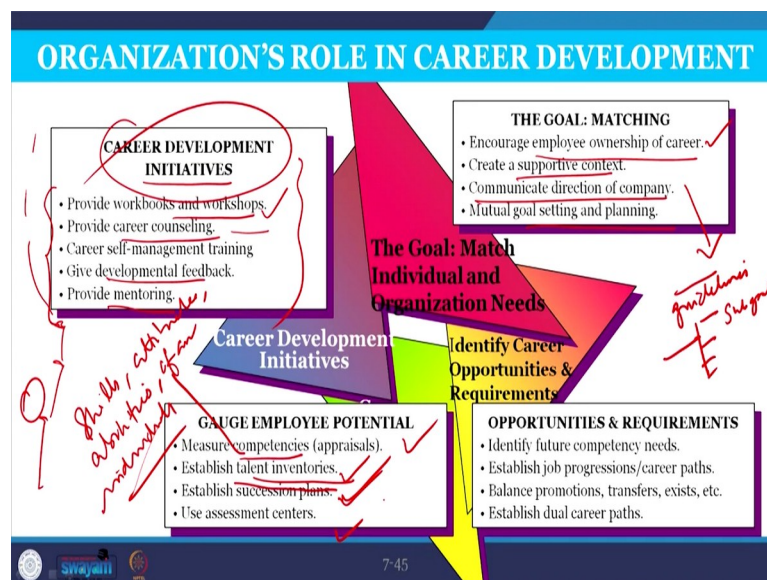 ORGANIZATION'S ROLE IN CAREER DEVELOPMENT
CAREER DEVELOPMENT
INITIATIVES
• Provide workbooks and workshops.
• Provide career counseling.
• Career self-management training
• Give developmental feedback.
• Provide mentoring.
THE GOAL: MATCHING
• Encourage employee ownership of career.
• Create a supportive context.
• Communicate direction of company.
• Mutual goal setting and planning.
The Goal: Match
Individual and
Organization Needs
guidelines
Career Development
Initiatives
Identify Career
Opportunities &
Requirements
Skills, attitudes,
abilities, of an
individual
G
GAUGE EMPLOYEE POTENTIAL
• Measure competencies (appraisals).
• Establish talent inventories.
• Establish succession plans.
• Use assessment centers.
OPPORTUNITIES & REQUIREMENTS
• Identify future competency needs.
• Establish job progressions/career paths.
• Balance promotions, transfers, exists, etc.
• Establish dual career paths.
swayam
7-45